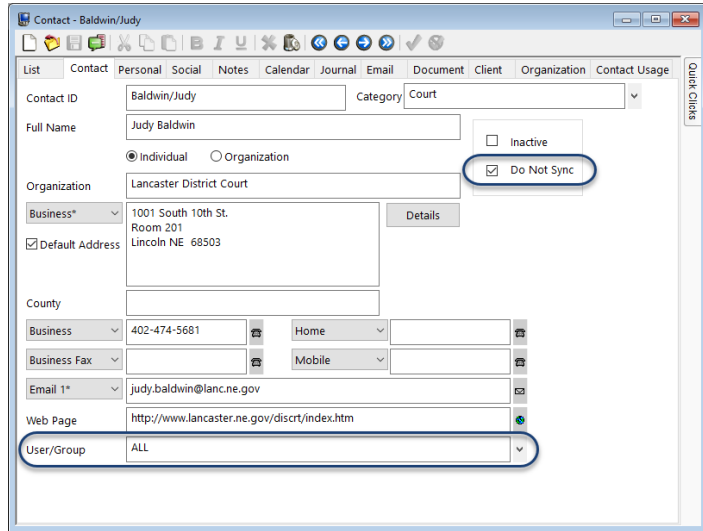 Contact - Baldwin/Judy
B I U
List Contact Personal Social Notes Calendar Journal Email Document Client Organization Contact Usage
Quick Clicks
Contact ID Baldwin/Judy Category Court
Full Name Judy Baldwin
Inactive
Individual Organization
Do Not Sync
Organization Lancaster District Court
Business* 1001 South 10th St. Details
Room 201
Default Address Lincoln NE 68503
County
Business 402-474-5681 Home
Business Fax Mobile
Email 1* judy.baldwin@lanc.ne.gov
Web Page http://www.lancaster.ne.gov/discrt/index.htm
User/Group ALL